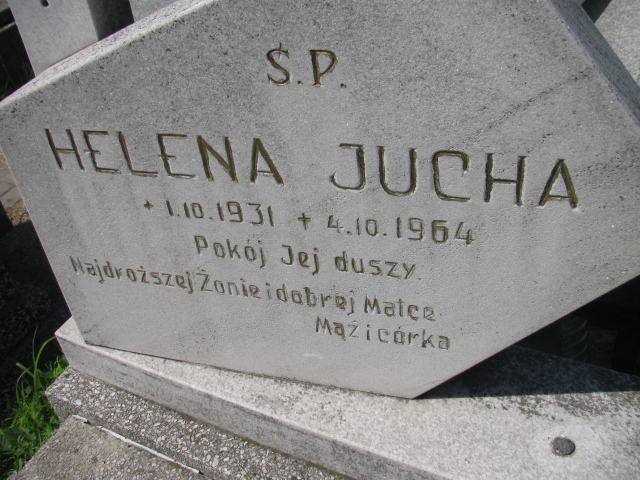 Ś.P.
HELENA JUCHA
+ 1.10.1931 + 4.10.1964
Pokój Jej duszy.
Najdroższej Żonie i dobrej Matce
Mąż i córka